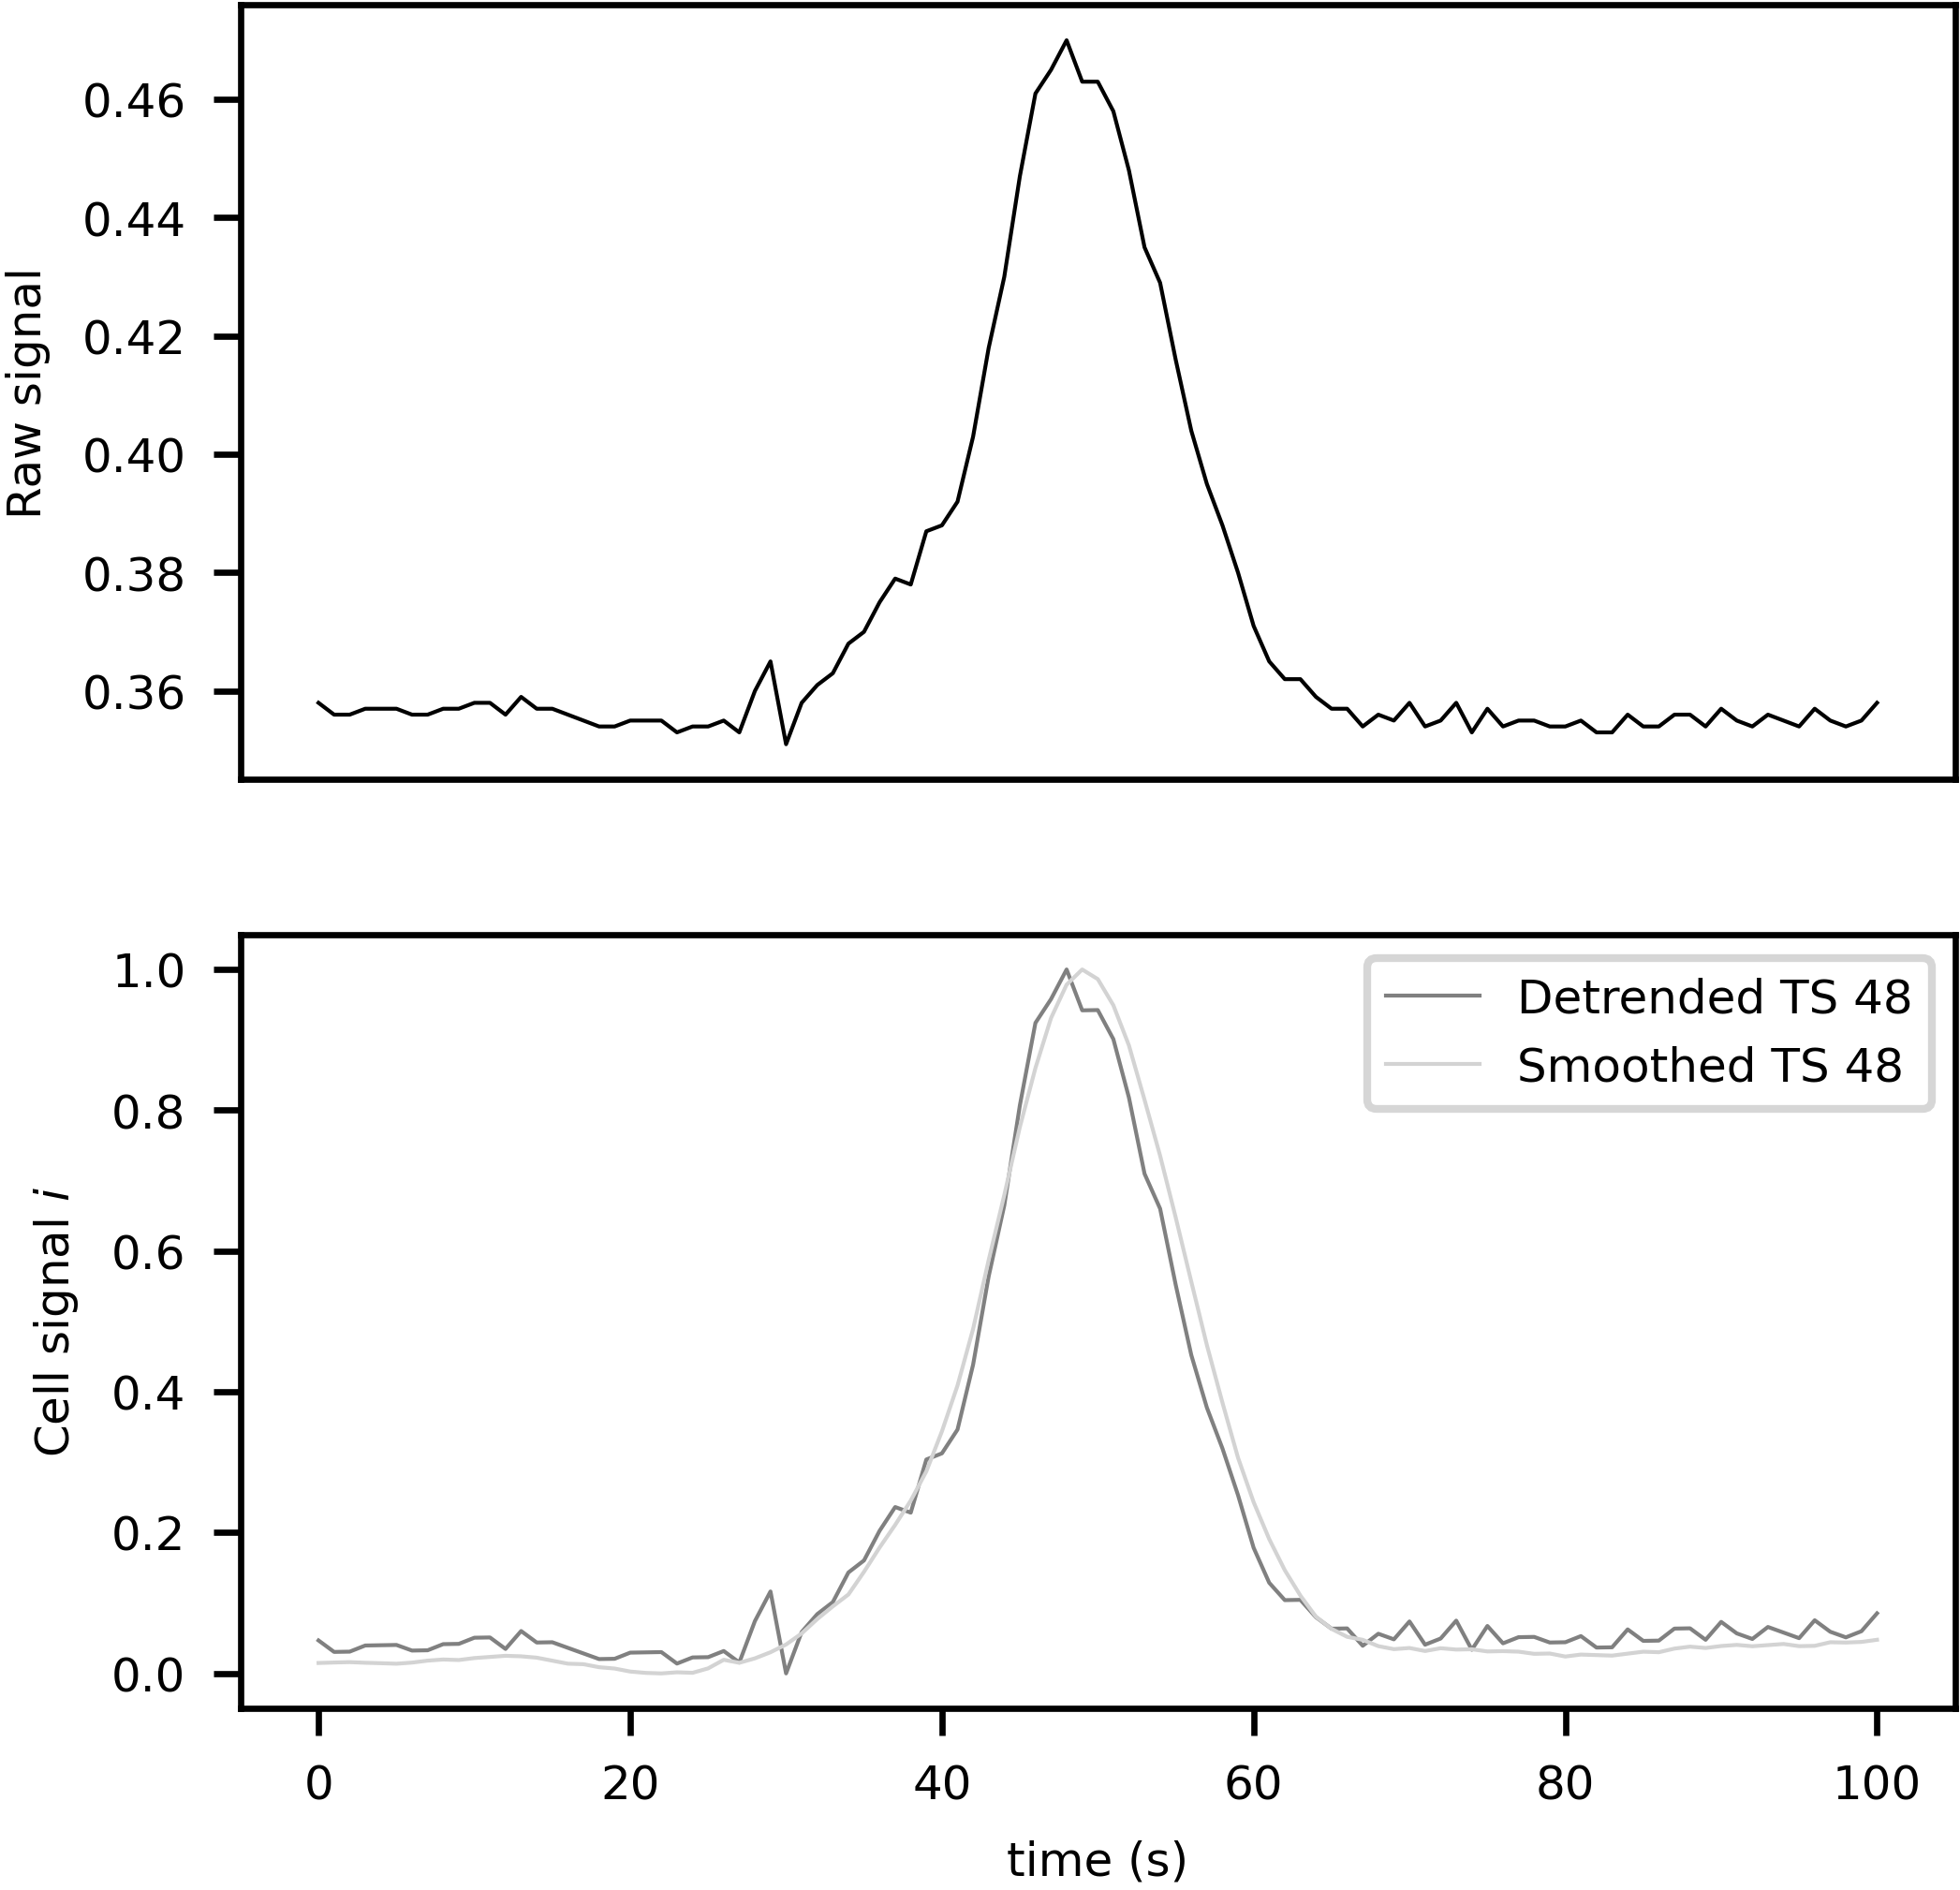 Raw signal
0.46
0.44
0.42
0.40
0.38
0.36
Cell signal i
1.0
0.8
0.6
0.4
0.2
0.0
Detrended TS 48
Smoothed TS 48
0 20 40 60 80 100
time (s)